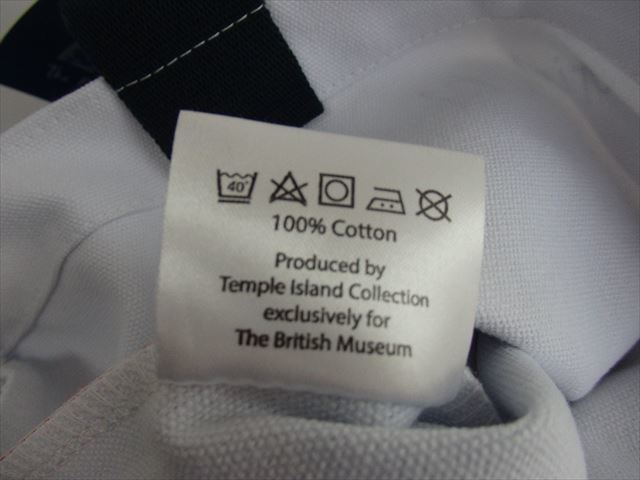 40°
100% Cotton
Produced by
Temple Island Collection
exclusively for
The British Museum